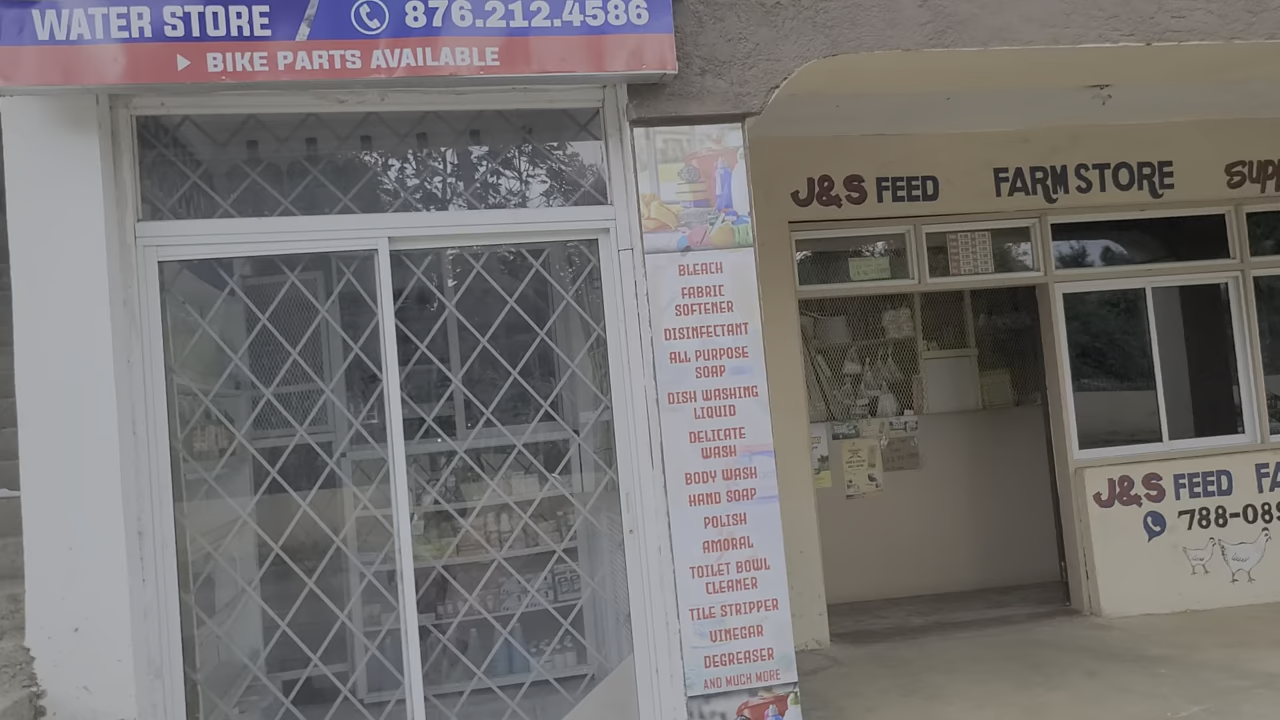 WATER STORE
876.212.4586
BIKE PARTS AVAILABLE
BLEACH
FABRIC
SOFTENER
DISINFECTANT
ALL PURPOSE
SOAP
DISH WASHING
LIQUID
DELICATE
WASH
BODY WASH
HAND SOAP
POLISH
AMORAL
TOILET BOWL
CLEANER
TILE STRIPPER
VINEGAR
DEGREASER
AND MUCH MORE
J&S FEED FARM STORE
J&S FEED